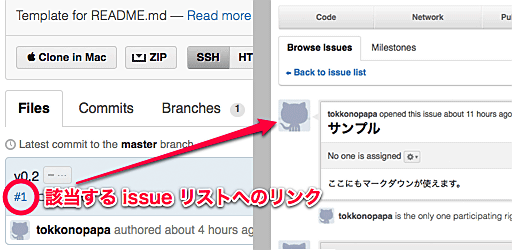 Template for README.md — Read more
Clone in Mac
ZIP
SSH
HT
Files
Commits
Branches 1
Latest commit to the master branch
v0.2
#1
該当する issue リストへのリンク
tokkonopapa authored about 4 hours ag
Code
Network
Pu
Browse Issues
Milestones
Back to issue list
tokkonopapa opened this issue about 11 hours ago
サンプル
No one is assigned
ここにもマークダウンが使えます。
tokkonopapa is the only one participating rig